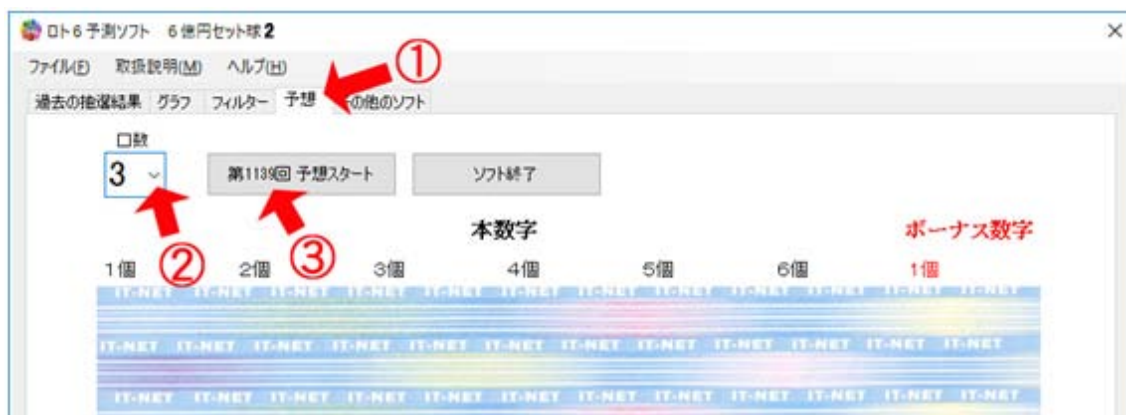 ロト6予測ソフト 6億円セット球2
ファイル(F) 取扱説明(M) ヘルプ(H)
①
過去の抽選結果 グラフ フィルター 予想 その他のソフト
口数
3 第1139回 予想スタート ソフト終了
② ③
本数字 ボーナス数字
1個 2個 3個 4個 5個 6個 1個
IT-NET IT-NET IT-NET IT-NET IT-NET IT-NET IT-NET IT-NET IT-NET IT-NET IT-NET IT-NET
IT-NET IT-NET IT-NET IT-NET IT-NET IT-NET IT-NET IT-NET IT-NET IT-NET IT-NET IT-NET
IT-NET IT-NET IT-NET IT-NET IT-NET IT-NET IT-NET IT-NET IT-NET IT-NET IT-NET IT-NET